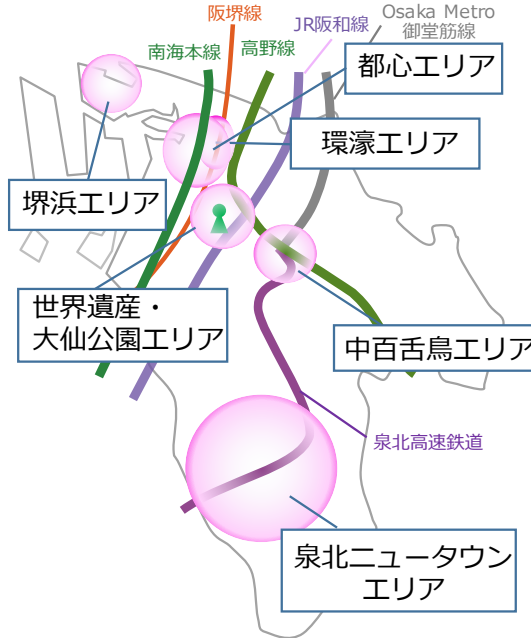 阪堺線
JR阪和線
Osaka Metro
御堂筋線
南海本線
高野線
都心エリア
環濠エリア
堺浜エリア
世界遺産・
大仙公園エリア
中百舌鳥エリア
泉北高速鉄道
泉北ニュータウン
エリア